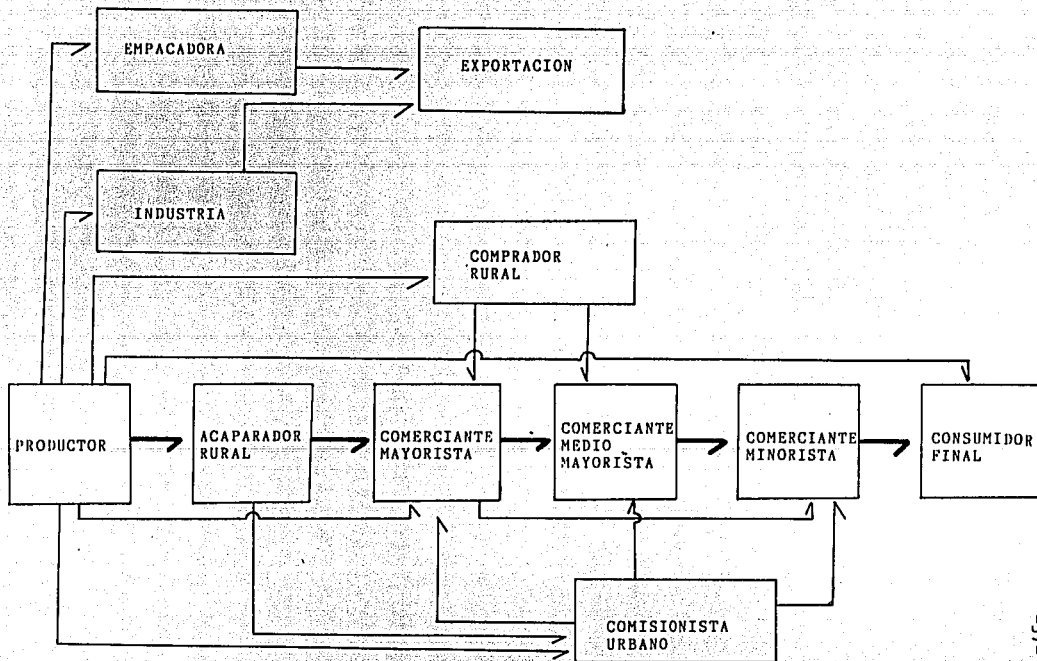 EMPACADORA
EXPORTACION
INDUSTRIA
COMPRADOR
RURAL
PRODUCTOR
ACAPARADOR
RURAL
COMERCIANTE
MAYORISTA
COMERCIANTE
MEDIO
MAYORISTA
COMERCIANTE
MINORISTA
CONSUMIDOR
FINAL
COMISIONISTA
URBANO